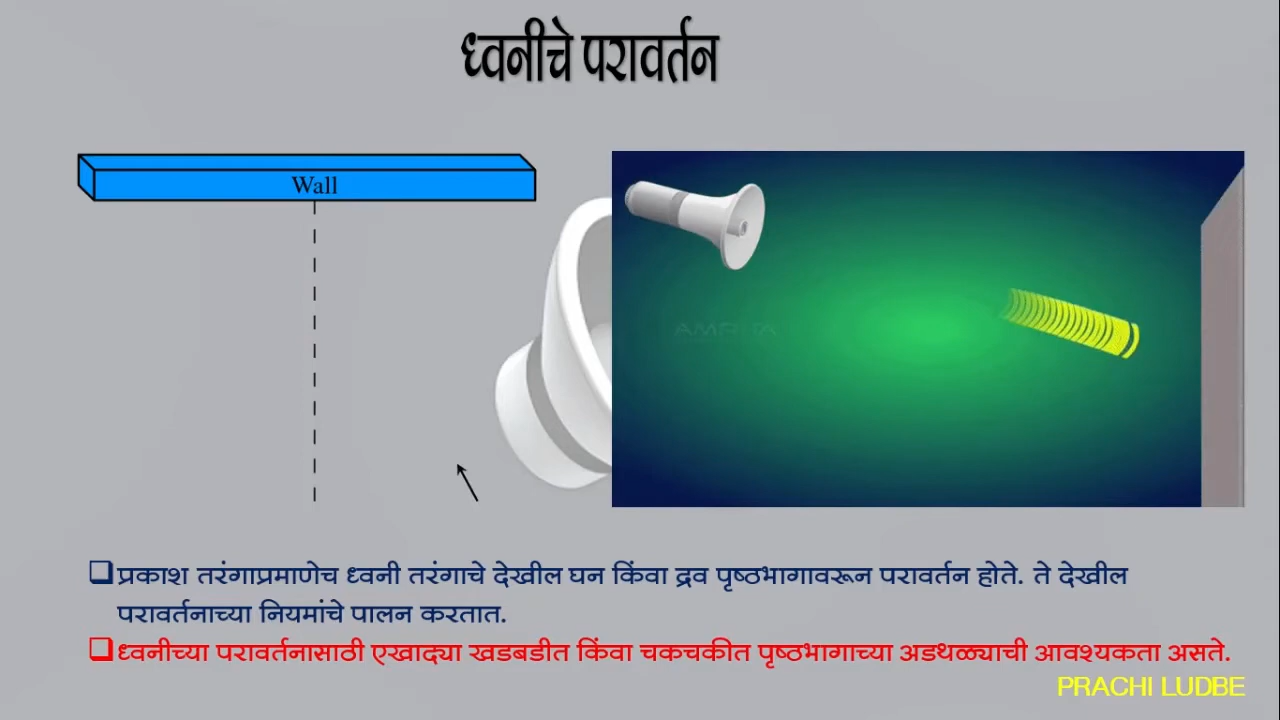 ध्वनीचे परावर्तन
Wall
AMRITA
❑प्रकाश तरंगाप्रमाणेच ध्वनी तरंगाचे देखील घन किंवा द्रव पृष्ठभागावरून परावर्तन होते. ते देखील
परावर्तनाच्या नियमांचे पालन करतात.
❑ध्वनीच्या परावर्तनासाठी एखाद्या खडबडीत किंवा चकचकीत पृष्ठभागाच्या अडथळ्याची आवश्यकता असते.
PRACHI LUDBE